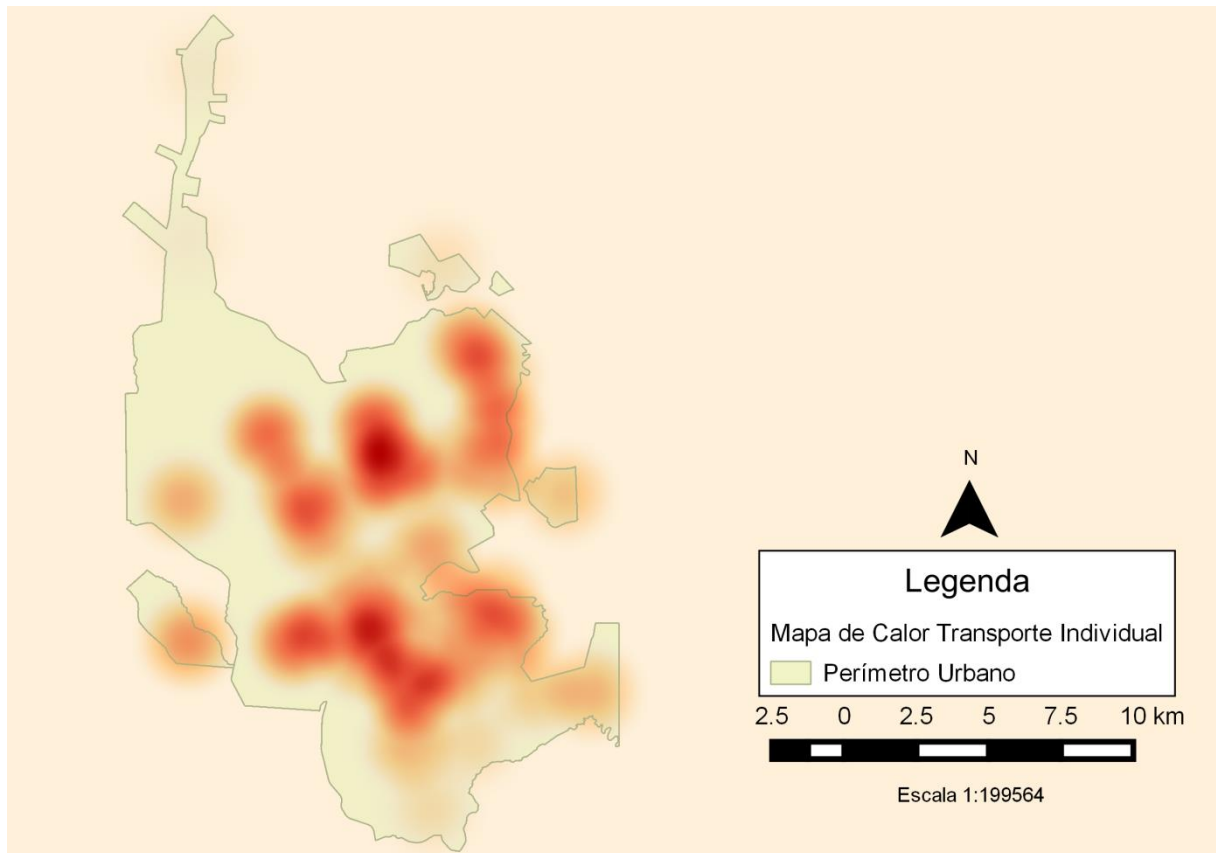 N
Legenda
Mapa de Calor Transporte Individual
Perímetro Urbano
2.5 0 2.5 5 7.5 10 km
Escala 1:199564